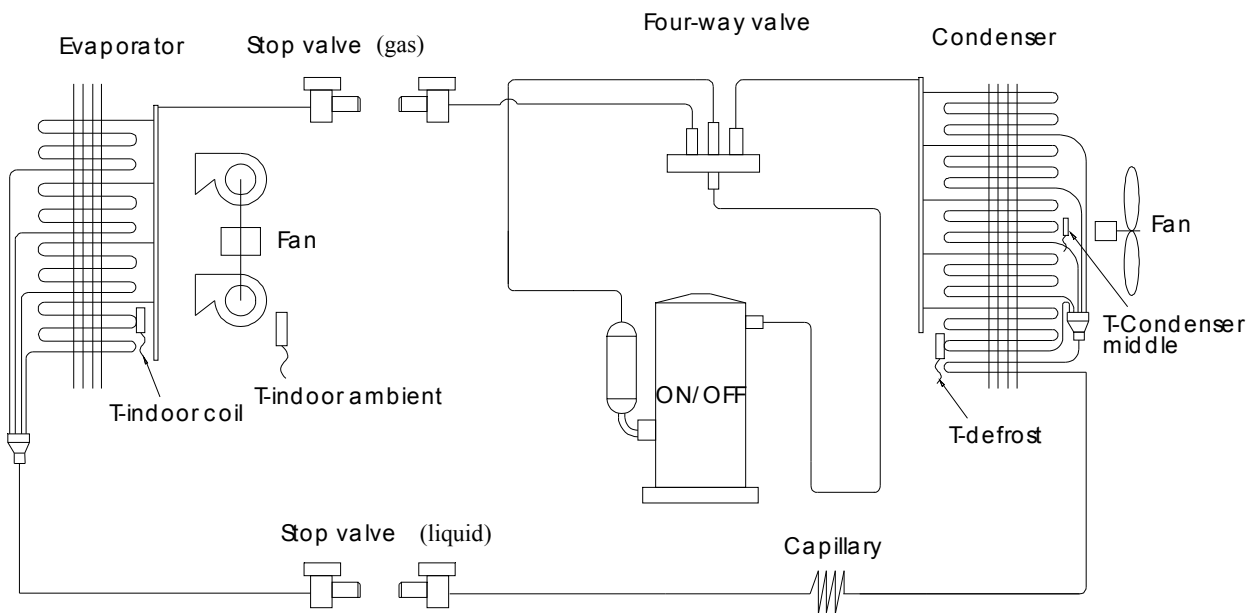 Four-way valve
Evaporator
Stop valve (gas)
Condenser
Fan
Fan
T-Condenser
middle
T-indoor ambient
T-indoor coil
ON/OFF
T-defrost
Stop valve (liquid)
Capillary